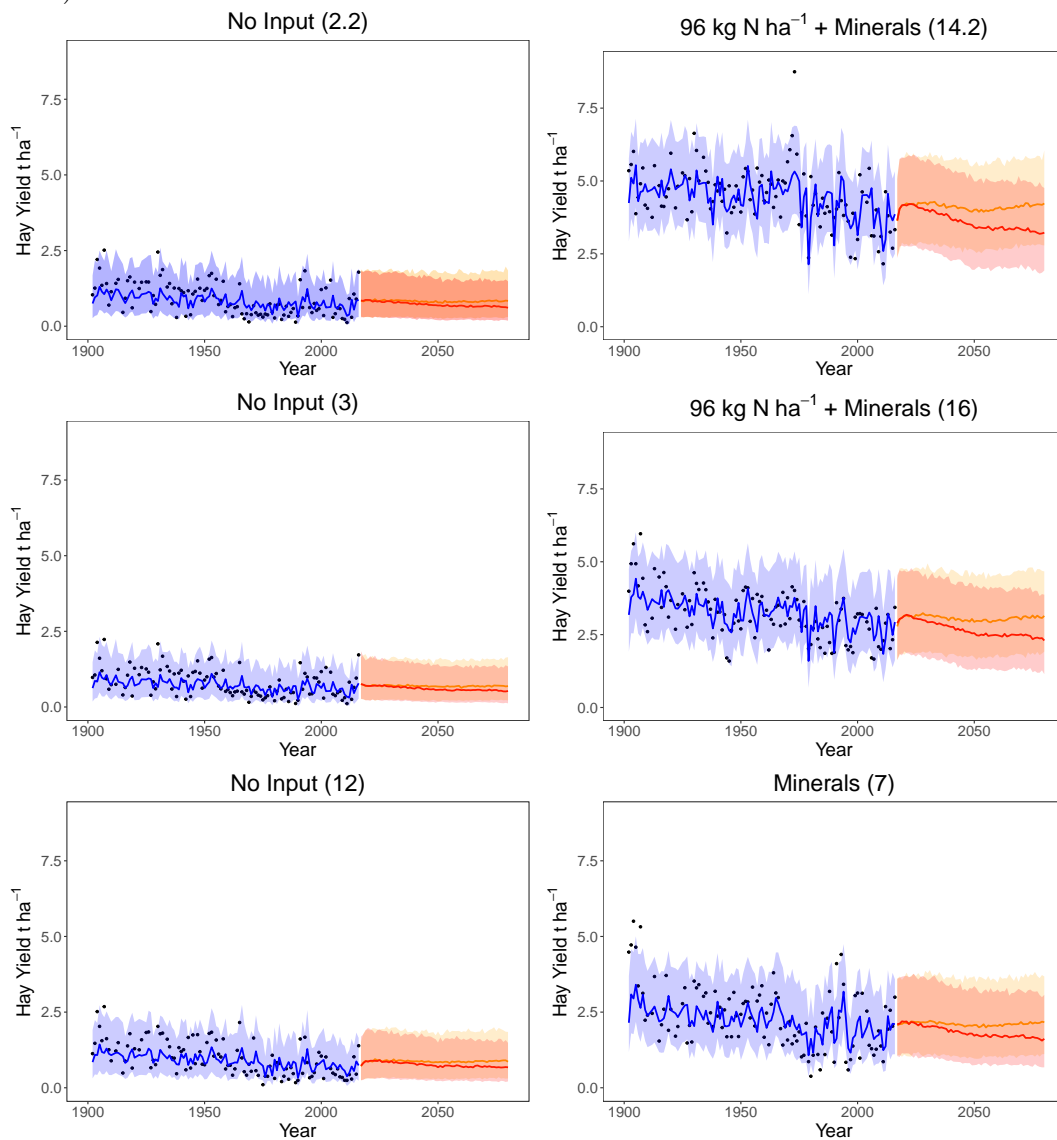 No Input (2.2)
Hay Yield t ha⁻¹
7.5
5.0
2.5
0.0
1900 1950 2000 2050
Year
96 kg N ha⁻¹ + Minerals (14.2)
Hay Yield t ha⁻¹
7.5
5.0
2.5
0.0
1900 1950 2000 2050
Year
No Input (3)
Hay Yield t ha⁻¹
7.5
5.0
2.5
0.0
1900 1950 2000 2050
Year
96 kg N ha⁻¹ + Minerals (16)
Hay Yield t ha⁻¹
7.5
5.0
2.5
0.0
1900 1950 2000 2050
Year
No Input (12)
Hay Yield t ha⁻¹
7.5
5.0
2.5
0.0
1900 1950 2000 2050
Year
Minerals (7)
Hay Yield t ha⁻¹
7.5
5.0
2.5
0.0
1900 1950 2000 2050
Year